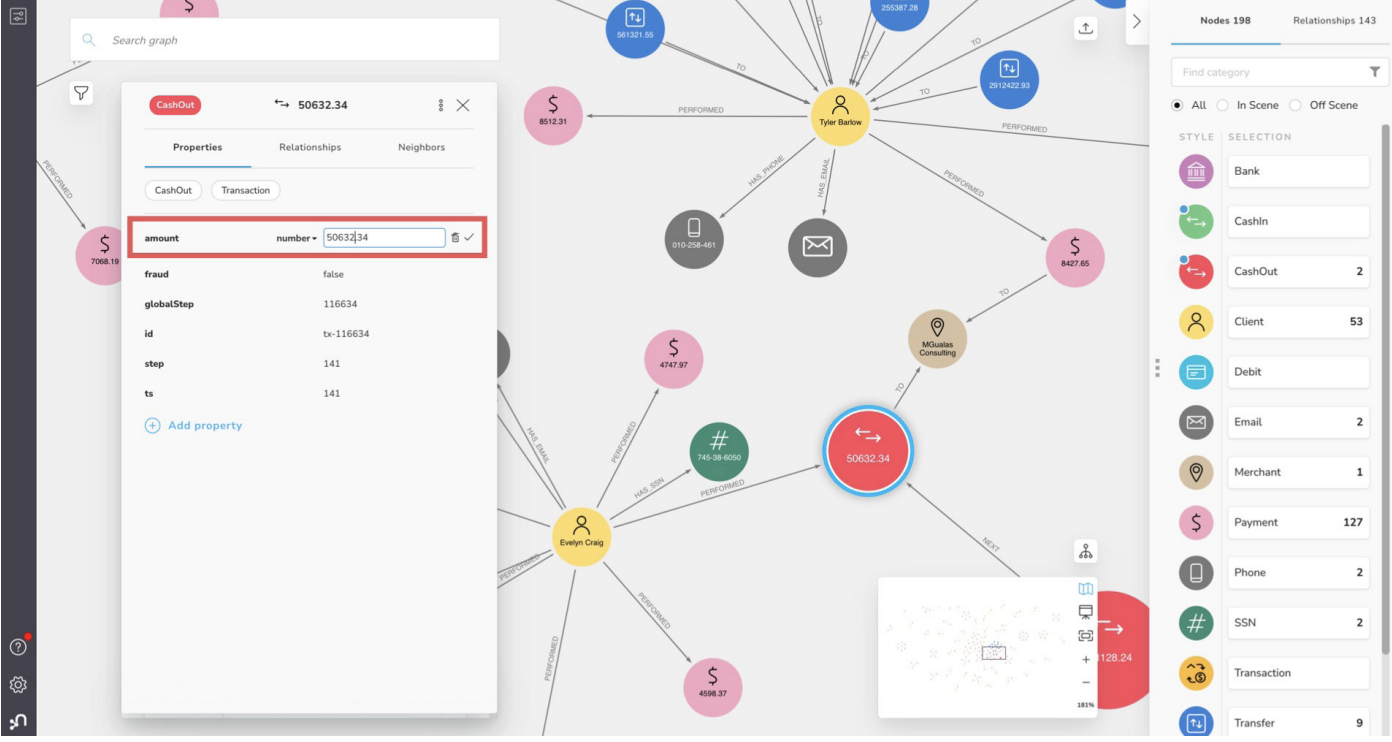 Search graph
CashOut
50632.34
Properties
Relationships
Neighbors
CashOut
Transaction
amount
number
50632.34
fraud
false
globalStep
116634
id
tx-116634
step
141
ts
141
Add property
PERFORMED
7068.19
561321.55
255387.28
TO
TO
TO
TO
2912422.93
8512.31
PERFORMED
Tyler Barlow
PERFORMED
HAS_PHONE
HAS_EMAIL
PERFORMED
010-258-461
8427.65
TO
MGualas
Consulting
TO
4747.97
50632.34
HAS_EMAIL
PERFORMED
745-38-6050
HAS_SSN
PERFORMED
Evelyn Craig
NEXT
PERFORMED
PERFORMED
PERFORMED
4598.37
128.24
181%
Nodes 198
Relationships 143
Find category
All
In Scene
Off Scene
STYLE
SELECTION
Bank
CashIn
CashOut 2
Client 53
Debit
Email 2
Merchant 1
Payment 127
Phone 2
SSN 2
Transaction
Transfer 9